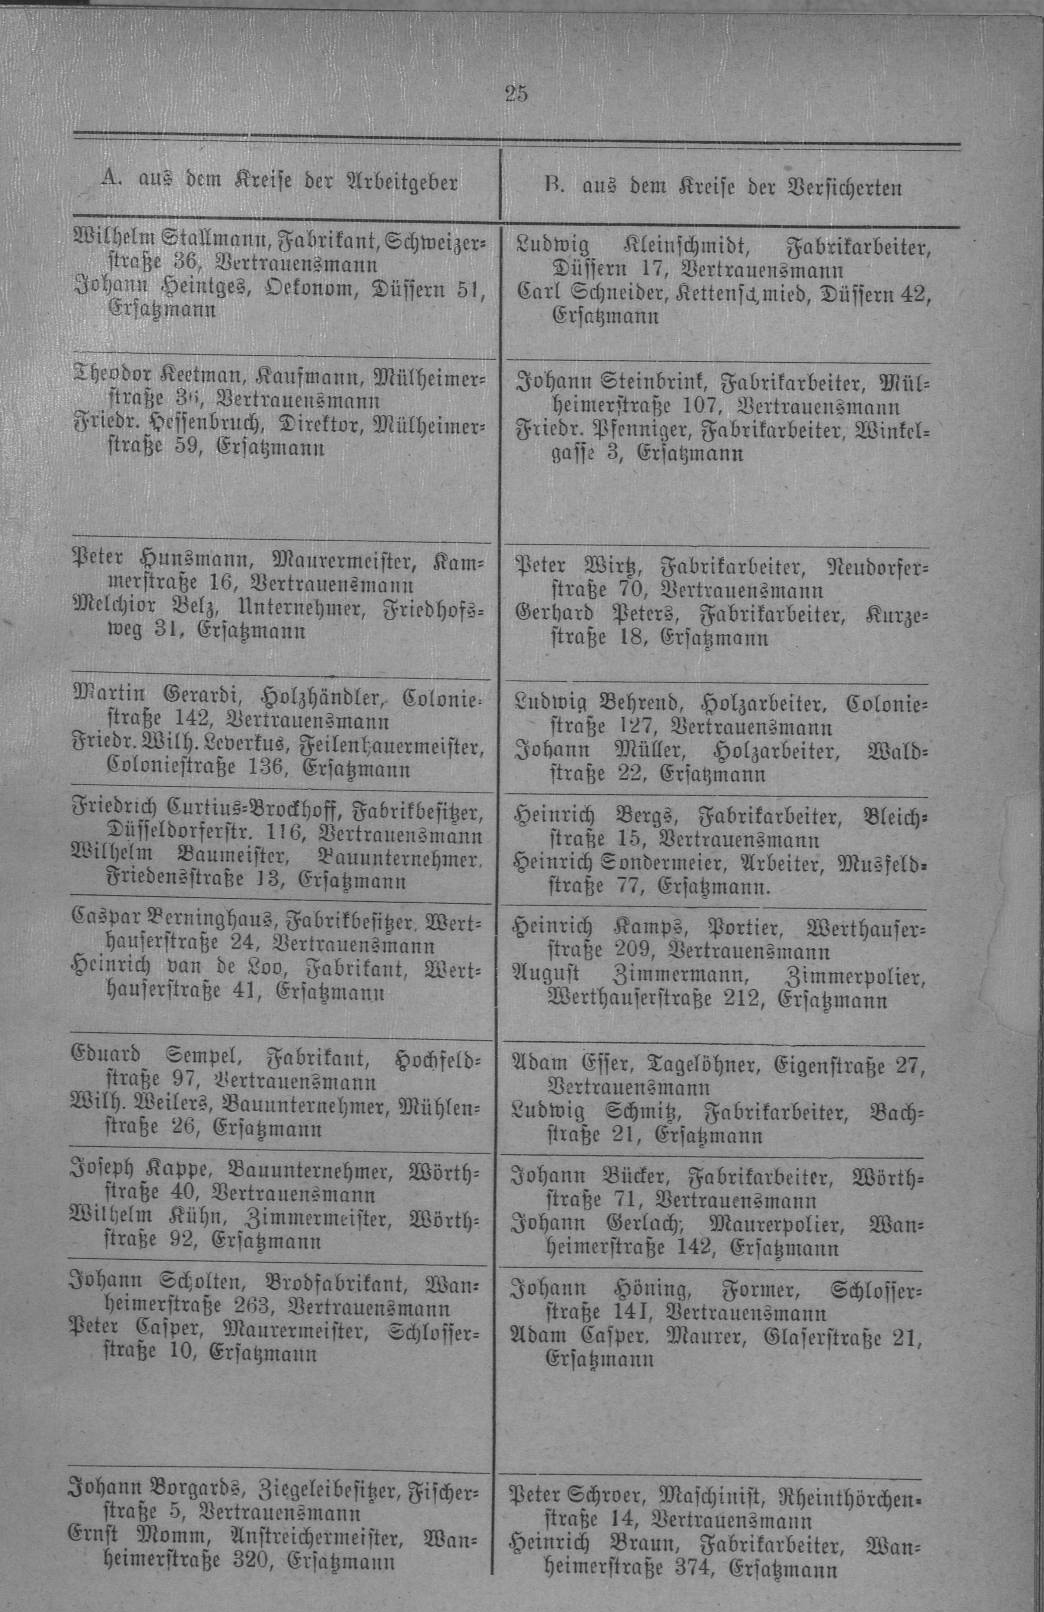 25
A. aus dem Kreise der Arbeitgeber
Wilhelm Stallmann, Fabrikant, Schweizer=
straße 36, Vertrauensmann
Johann Heintges, Oekonom, Düssern 51,
Ersatzmann
Theodor Keetman, Kaufmann, Mülheimer=
straße 36, Vertrauensmann
Friedr. Hessenbruch, Direktor, Mülheimer=
straße 59, Ersatzmann
Peter Hunsmann, Maurermeister, Kam=
merstraße 16, Vertrauensmann
Melchior Belz, Unternehmer, Friedhofs=
weg 31, Ersatzmann
Martin Gerardi, Holzhändler, Colonie=
straße 142, Vertrauensmann
Friedr. Wilh. Leverkus, Feilenhauermeister,
Coloniestraße 136, Ersatzmann
Friedrich Curtius=Brockhoff, Fabrikbesitzer,
Düsseldorferstr. 116, Vertrauensmann
Wilhelm Baumeister, Bauunternehmer,
Friedensstraße 13, Ersatzmann
Caspar Berninghaus, Fabrikbesitzer, Wert=
hauserstraße 24, Vertrauensmann
Heinrich van de Loo, Fabrikant, Wert=
hauserstraße 41, Ersatzmann
Eduard Sempel, Fabrikant, Hochfeld=
straße 97, Vertrauensmann
Wilh. Weilers, Bauunternehmer, Mühlen=
straße 26, Ersatzmann
Joseph Kappe, Bauunternehmer, Wörth=
straße 40, Vertrauensmann
Wilhelm Kühn, Zimmermeister, Wörth=
straße 92, Ersatzmann
Johann Scholten, Brodfabrikant, Wan=
heimerstraße 263, Vertrauensmann
Peter Casper, Maurermeister, Schlosser=
straße 10, Ersatzmann
Johann Borgards, Ziegeleibesitzer, Fischer=
straße 5, Vertrauensmann
Ernst Momm, Anstreichermeister, Wan=
heimerstraße 320, Ersatzmann
B. aus dem Kreise der Versicherten
Ludwig Kleinschmidt, Fabrikarbeiter,
Düssern 17, Vertrauensmann
Carl Schneider, Kettenschmied, Düssern 42,
Ersatzmann
Johann Steinbrink, Fabrikarbeiter, Mül=
heimerstraße 107, Vertrauensmann
Friedr. Pfenniger, Fabrikarbeiter, Winkel=
gasse 3, Ersatzmann
Peter Wirtz, Fabrikarbeiter, Neudorfer=
straße 70, Vertrauensmann
Gerhard Peters, Fabrikarbeiter, Kurze=
straße 18, Ersatzmann
Ludwig Behrend, Holzarbeiter, Colonie=
straße 127, Vertrauensmann
Johann Müller, Holzarbeiter, Wald=
straße 22, Ersatzmann
Heinrich Bergs, Fabrikarbeiter, Bleich=
straße 15, Vertrauensmann
Heinrich Sondermeier, Arbeiter, Musfeld=
straße 77, Ersatzmann.
Heinrich Kamps, Portier, Werthauser=
straße 209, Vertrauensmann
August Zimmermann, Zimmerpolier,
Werthauserstraße 212, Ersatzmann
Adam Esser, Tagelöhner, Eigenstraße 27,
Vertrauensmann
Ludwig Schmitz, Fabrikarbeiter, Bach=
straße 21, Ersatzmann
Johann Bücker, Fabrikarbeiter, Wörth=
straße 71, Vertrauensmann
Johann Gerlach, Maurerpolier, Wan=
heimerstraße 142, Ersatzmann
Johann Höning, Former, Schlosser=
straße 141, Vertrauensmann
Adam Casper, Maurer, Glaserstraße 21,
Ersatzmann
Peter Schroer, Maschinist, Rheinthörchen=
straße 14, Vertrauensmann
Heinrich Braun, Fabrikarbeiter, Wan=
heimerstraße 374, Ersatzmann